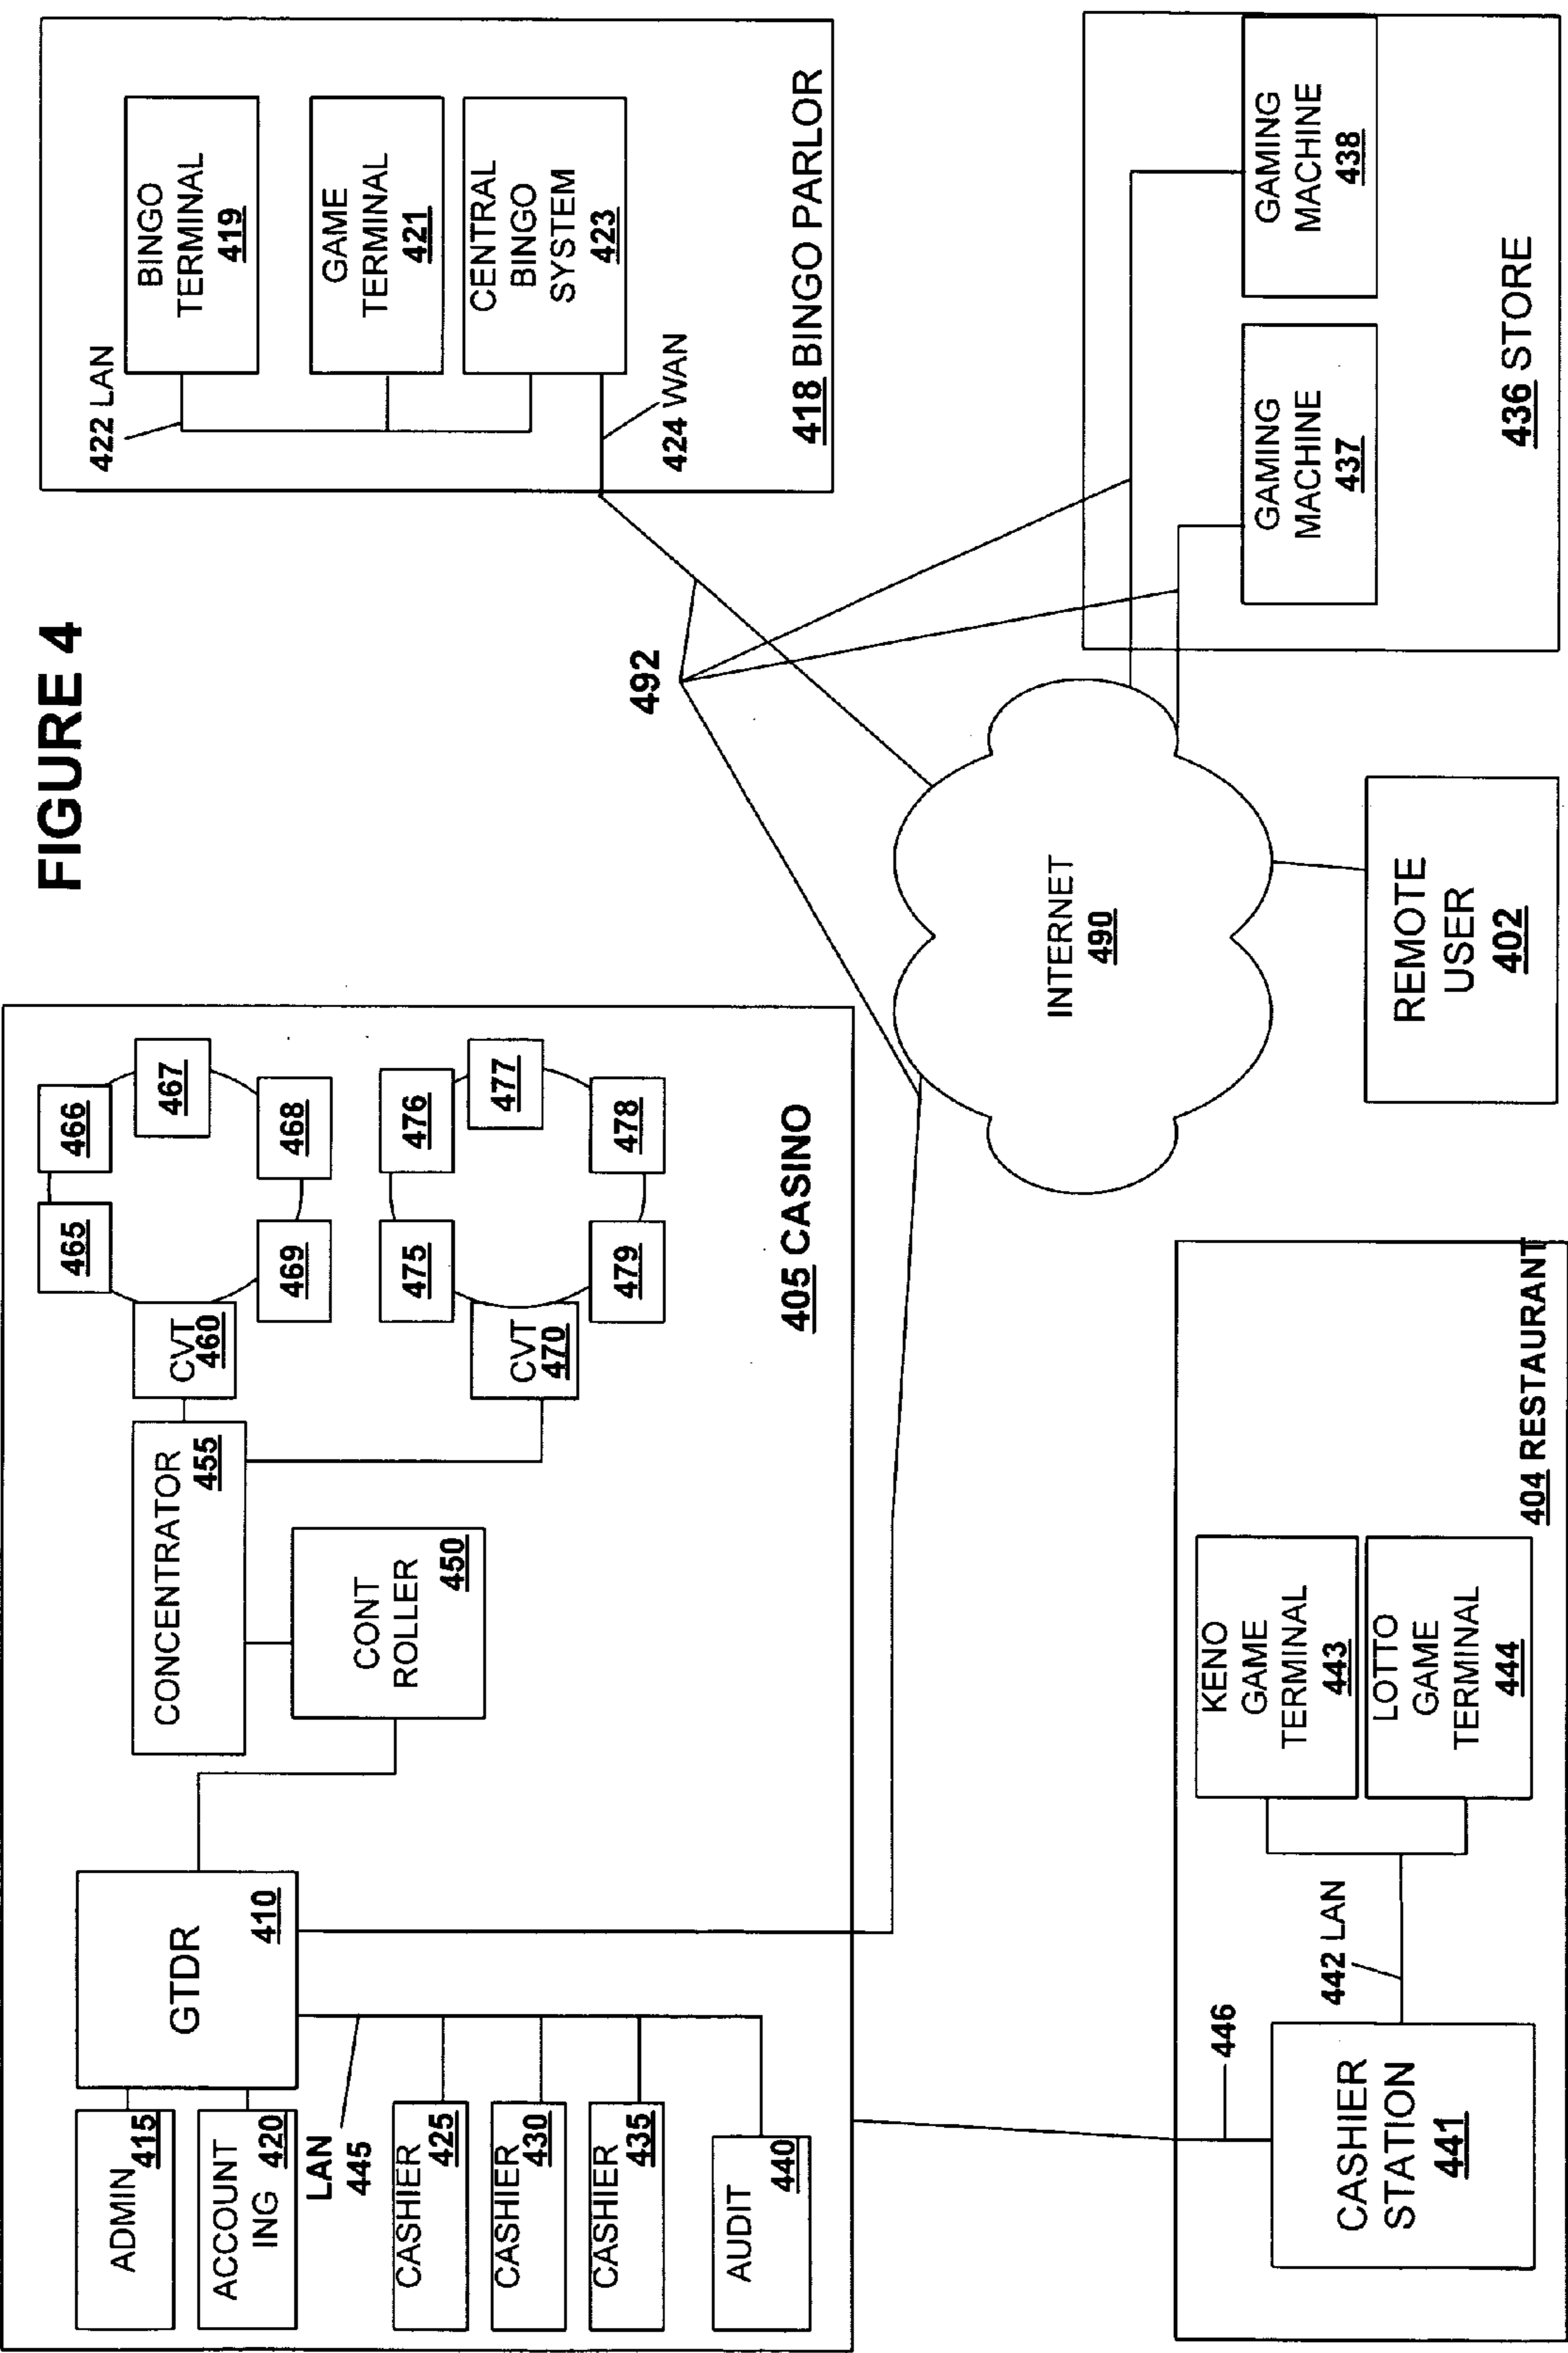 FIGURE 4
ADMIN
415
ACCOUNT
ING
420
LAN
445
CASHIER
425
CASHIER
430
CASHIER
435
AUDIT
440
GTDR
410
CONCENTRATOR
455
CONT
ROLLER
450
CVT
460
465
466
467
468
469
CVT
470
475
476
477
478
479
405 CASINO
422 LAN
BINGO
TERMINAL
419
GAME
TERMINAL
421
CENTRAL
BINGO
SYSTEM
423
424 WAN
418 BINGO PARLOR
492
INTERNET
490
446
CASHIER
STATION
441
442 LAN
KENO
GAME
TERMINAL
443
LOTTO
GAME
TERMINAL
444
404 RESTAURANT
REMOTE
USER
402
GAMING
MACHINE
437
GAMING
MACHINE
438
436 STORE